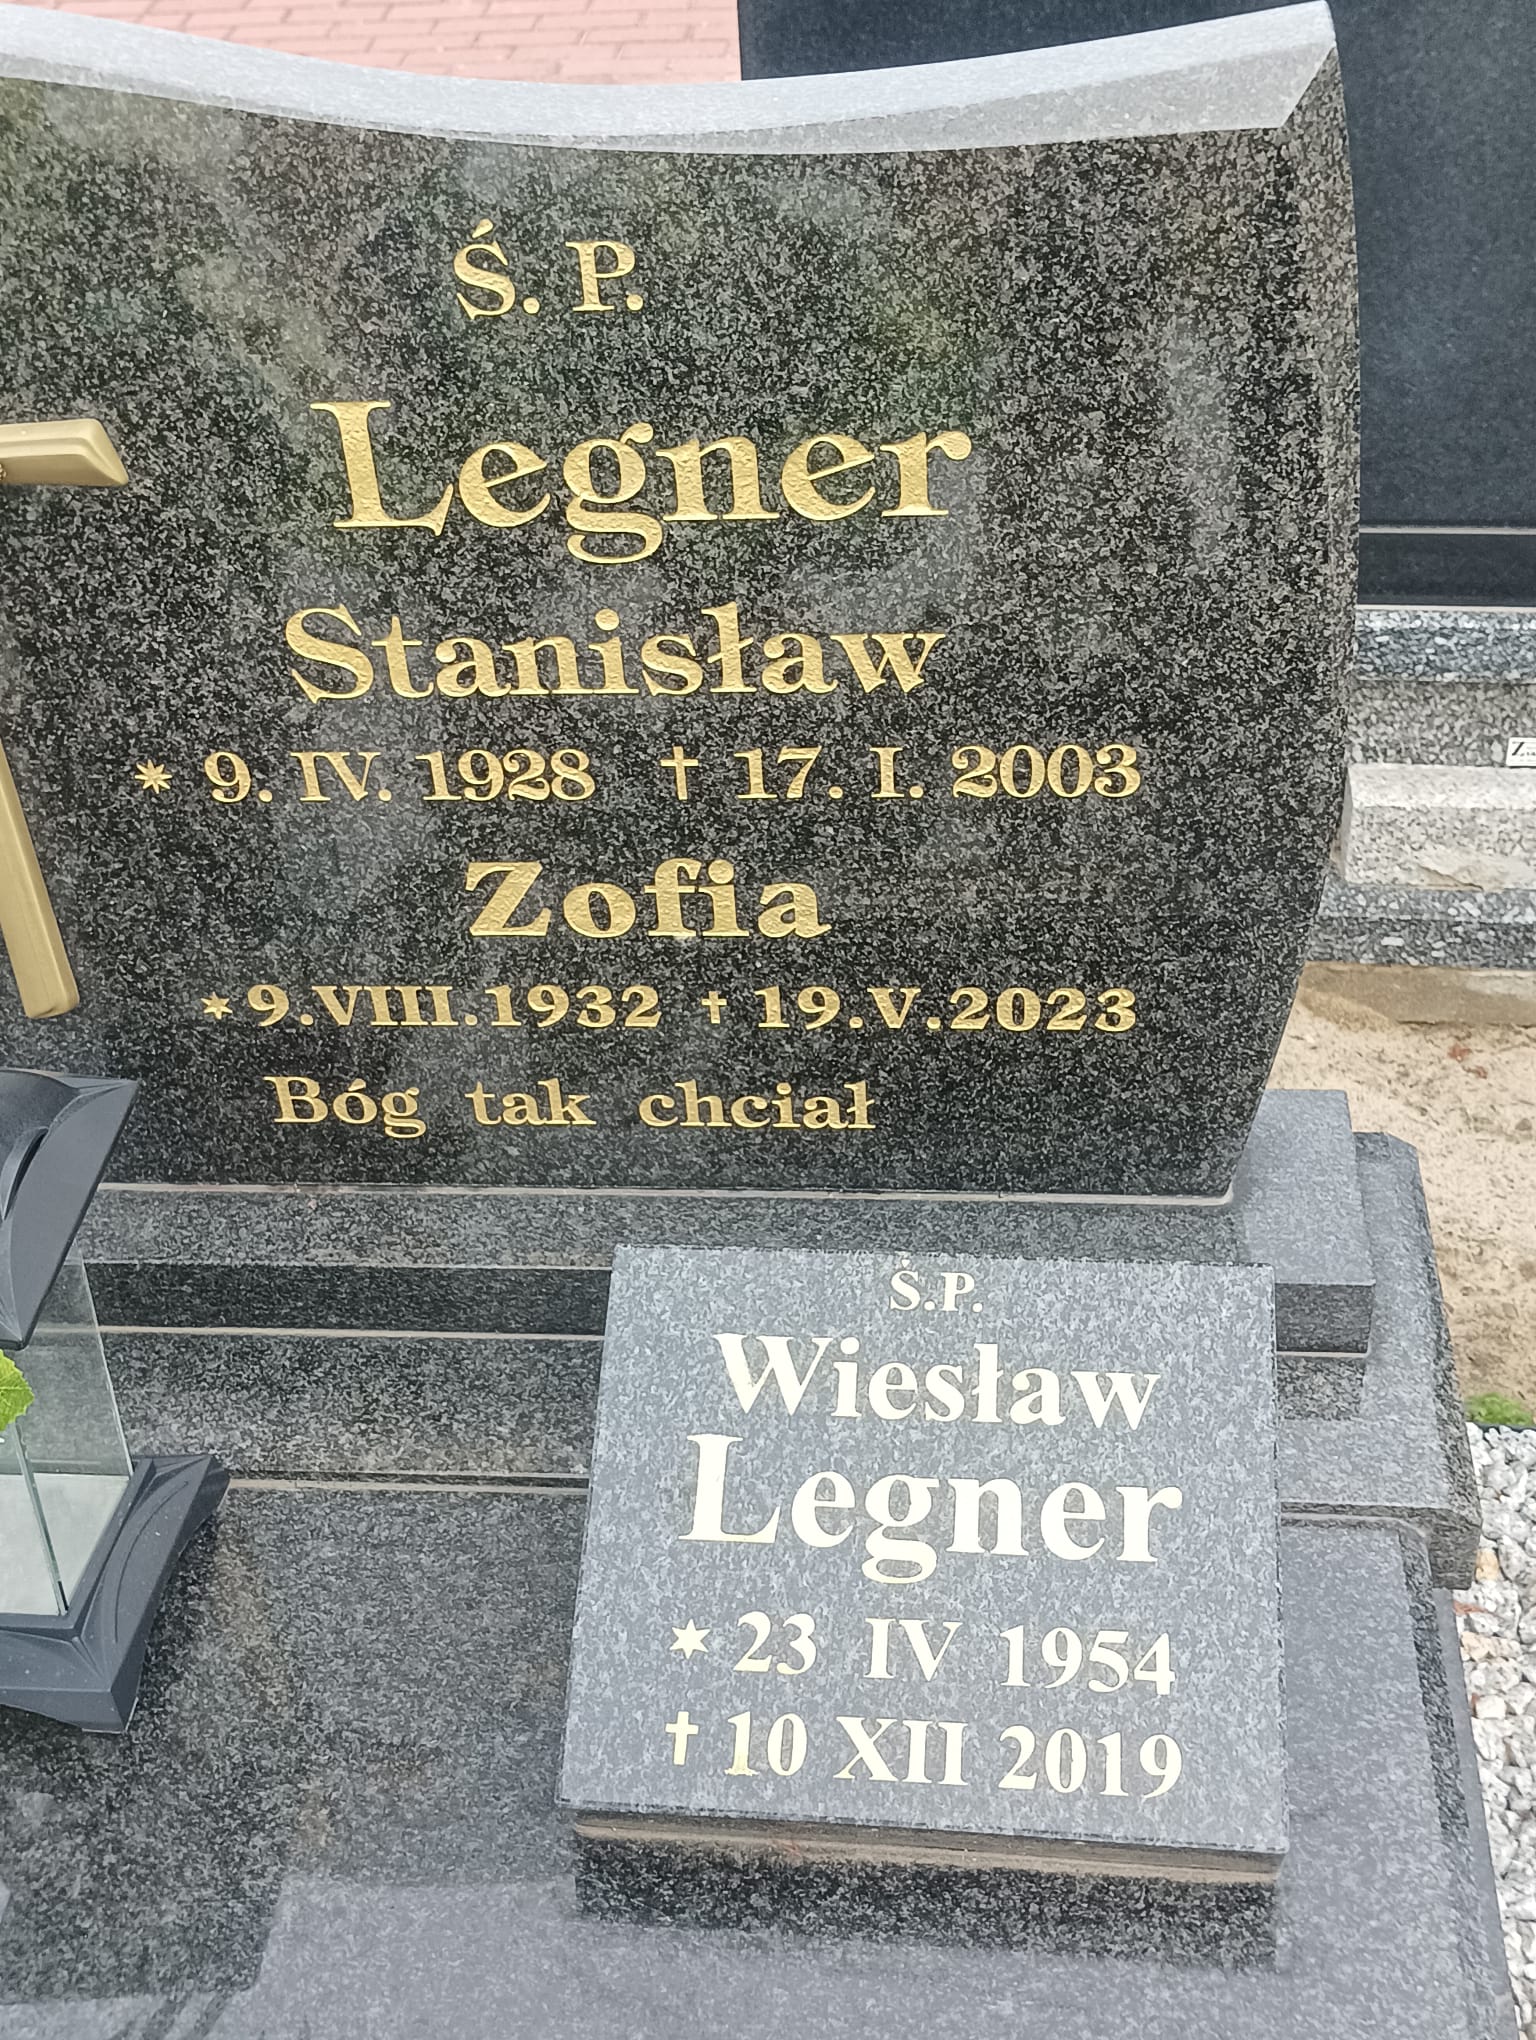 Ś. P.
Legner
Stanisław
* 9. IV. 1928 † 17. I. 2003
Zofia
* 9.VIII.1932 † 19.V.2023
Bóg tak chciał
Ś.P.
Wiesław
Legner
* 23 IV 1954
† 10 XII 2019